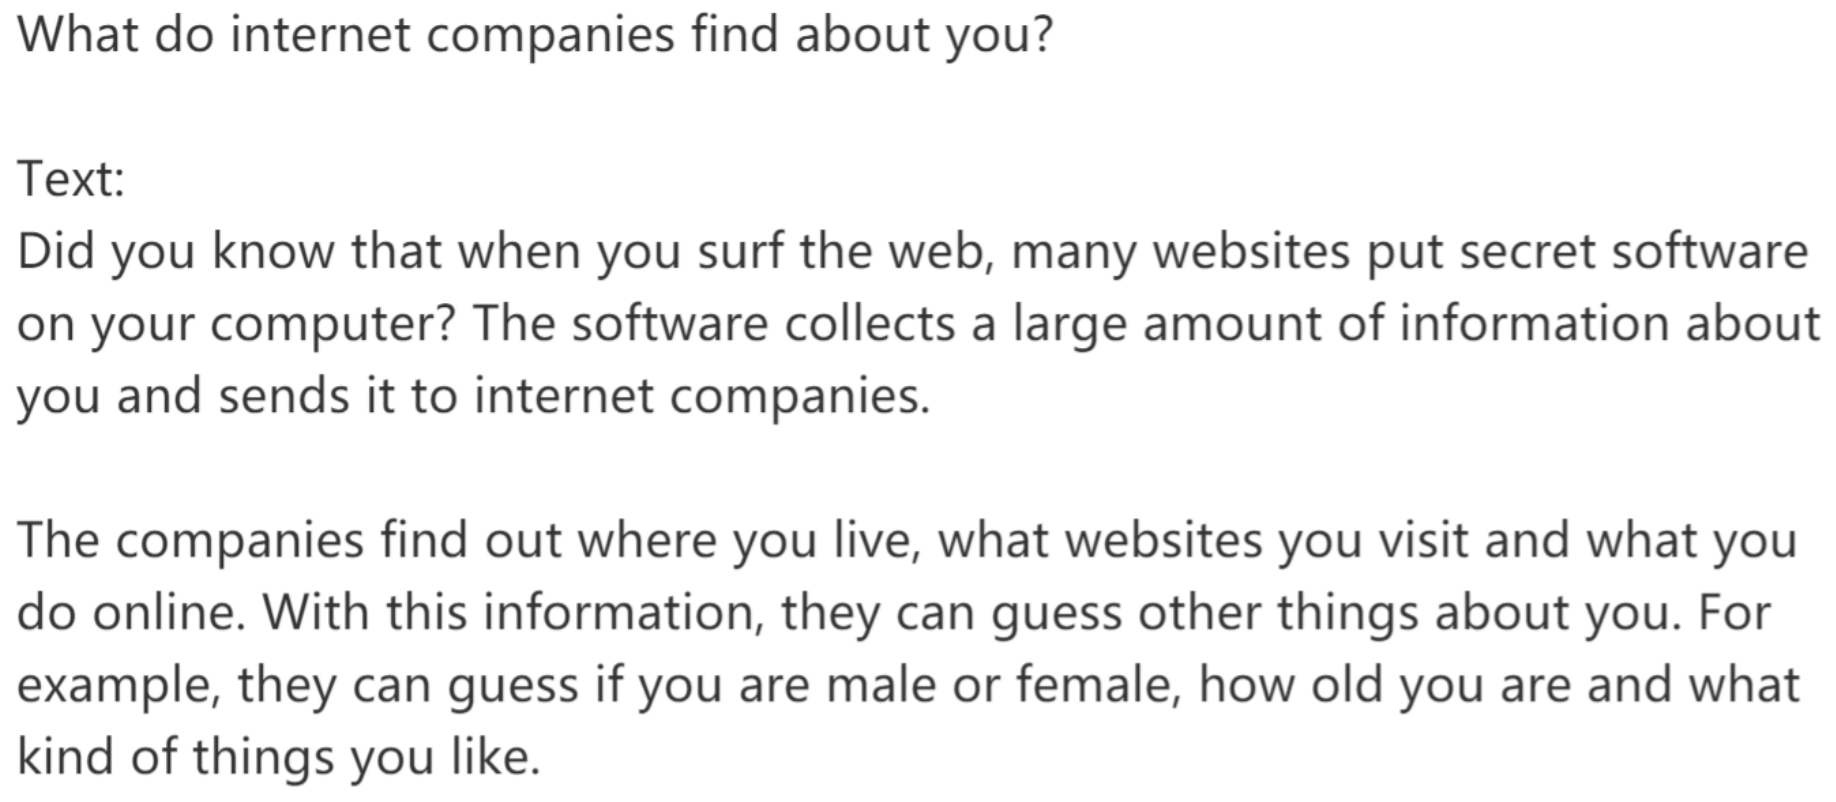 What do internet companies find about you?
Text:
Did you know that when you surf the web, many websites put secret software
on your computer? The software collects a large amount of information about
you and sends it to internet companies.
The companies find out where you live, what websites you visit and what you
do online. With this information, they can guess other things about you. For
example, they can guess if you are male or female, how old you are and what
kind of things you like.